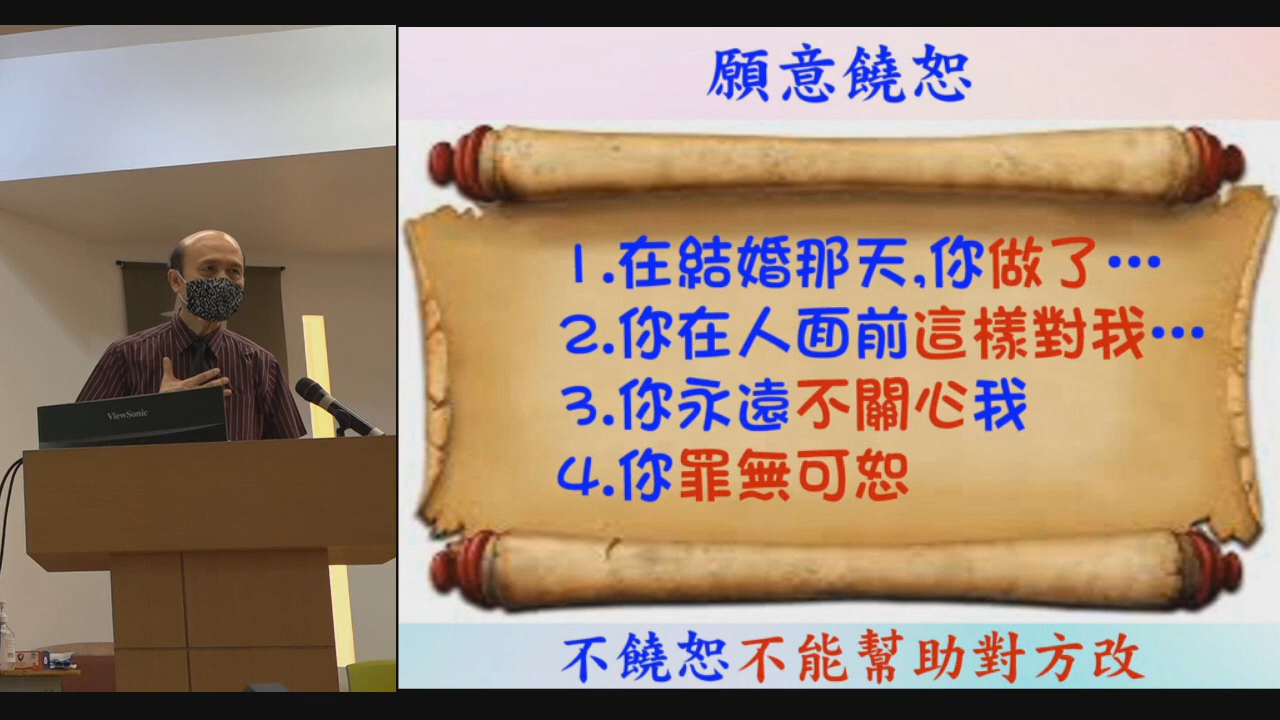 願意饒恕
1.在結婚那天,你做了…
2.你在人面前這樣對我…
3.你永遠不關心我
4.你罪無可恕
不饒恕不能幫助對方改
ViewSonic